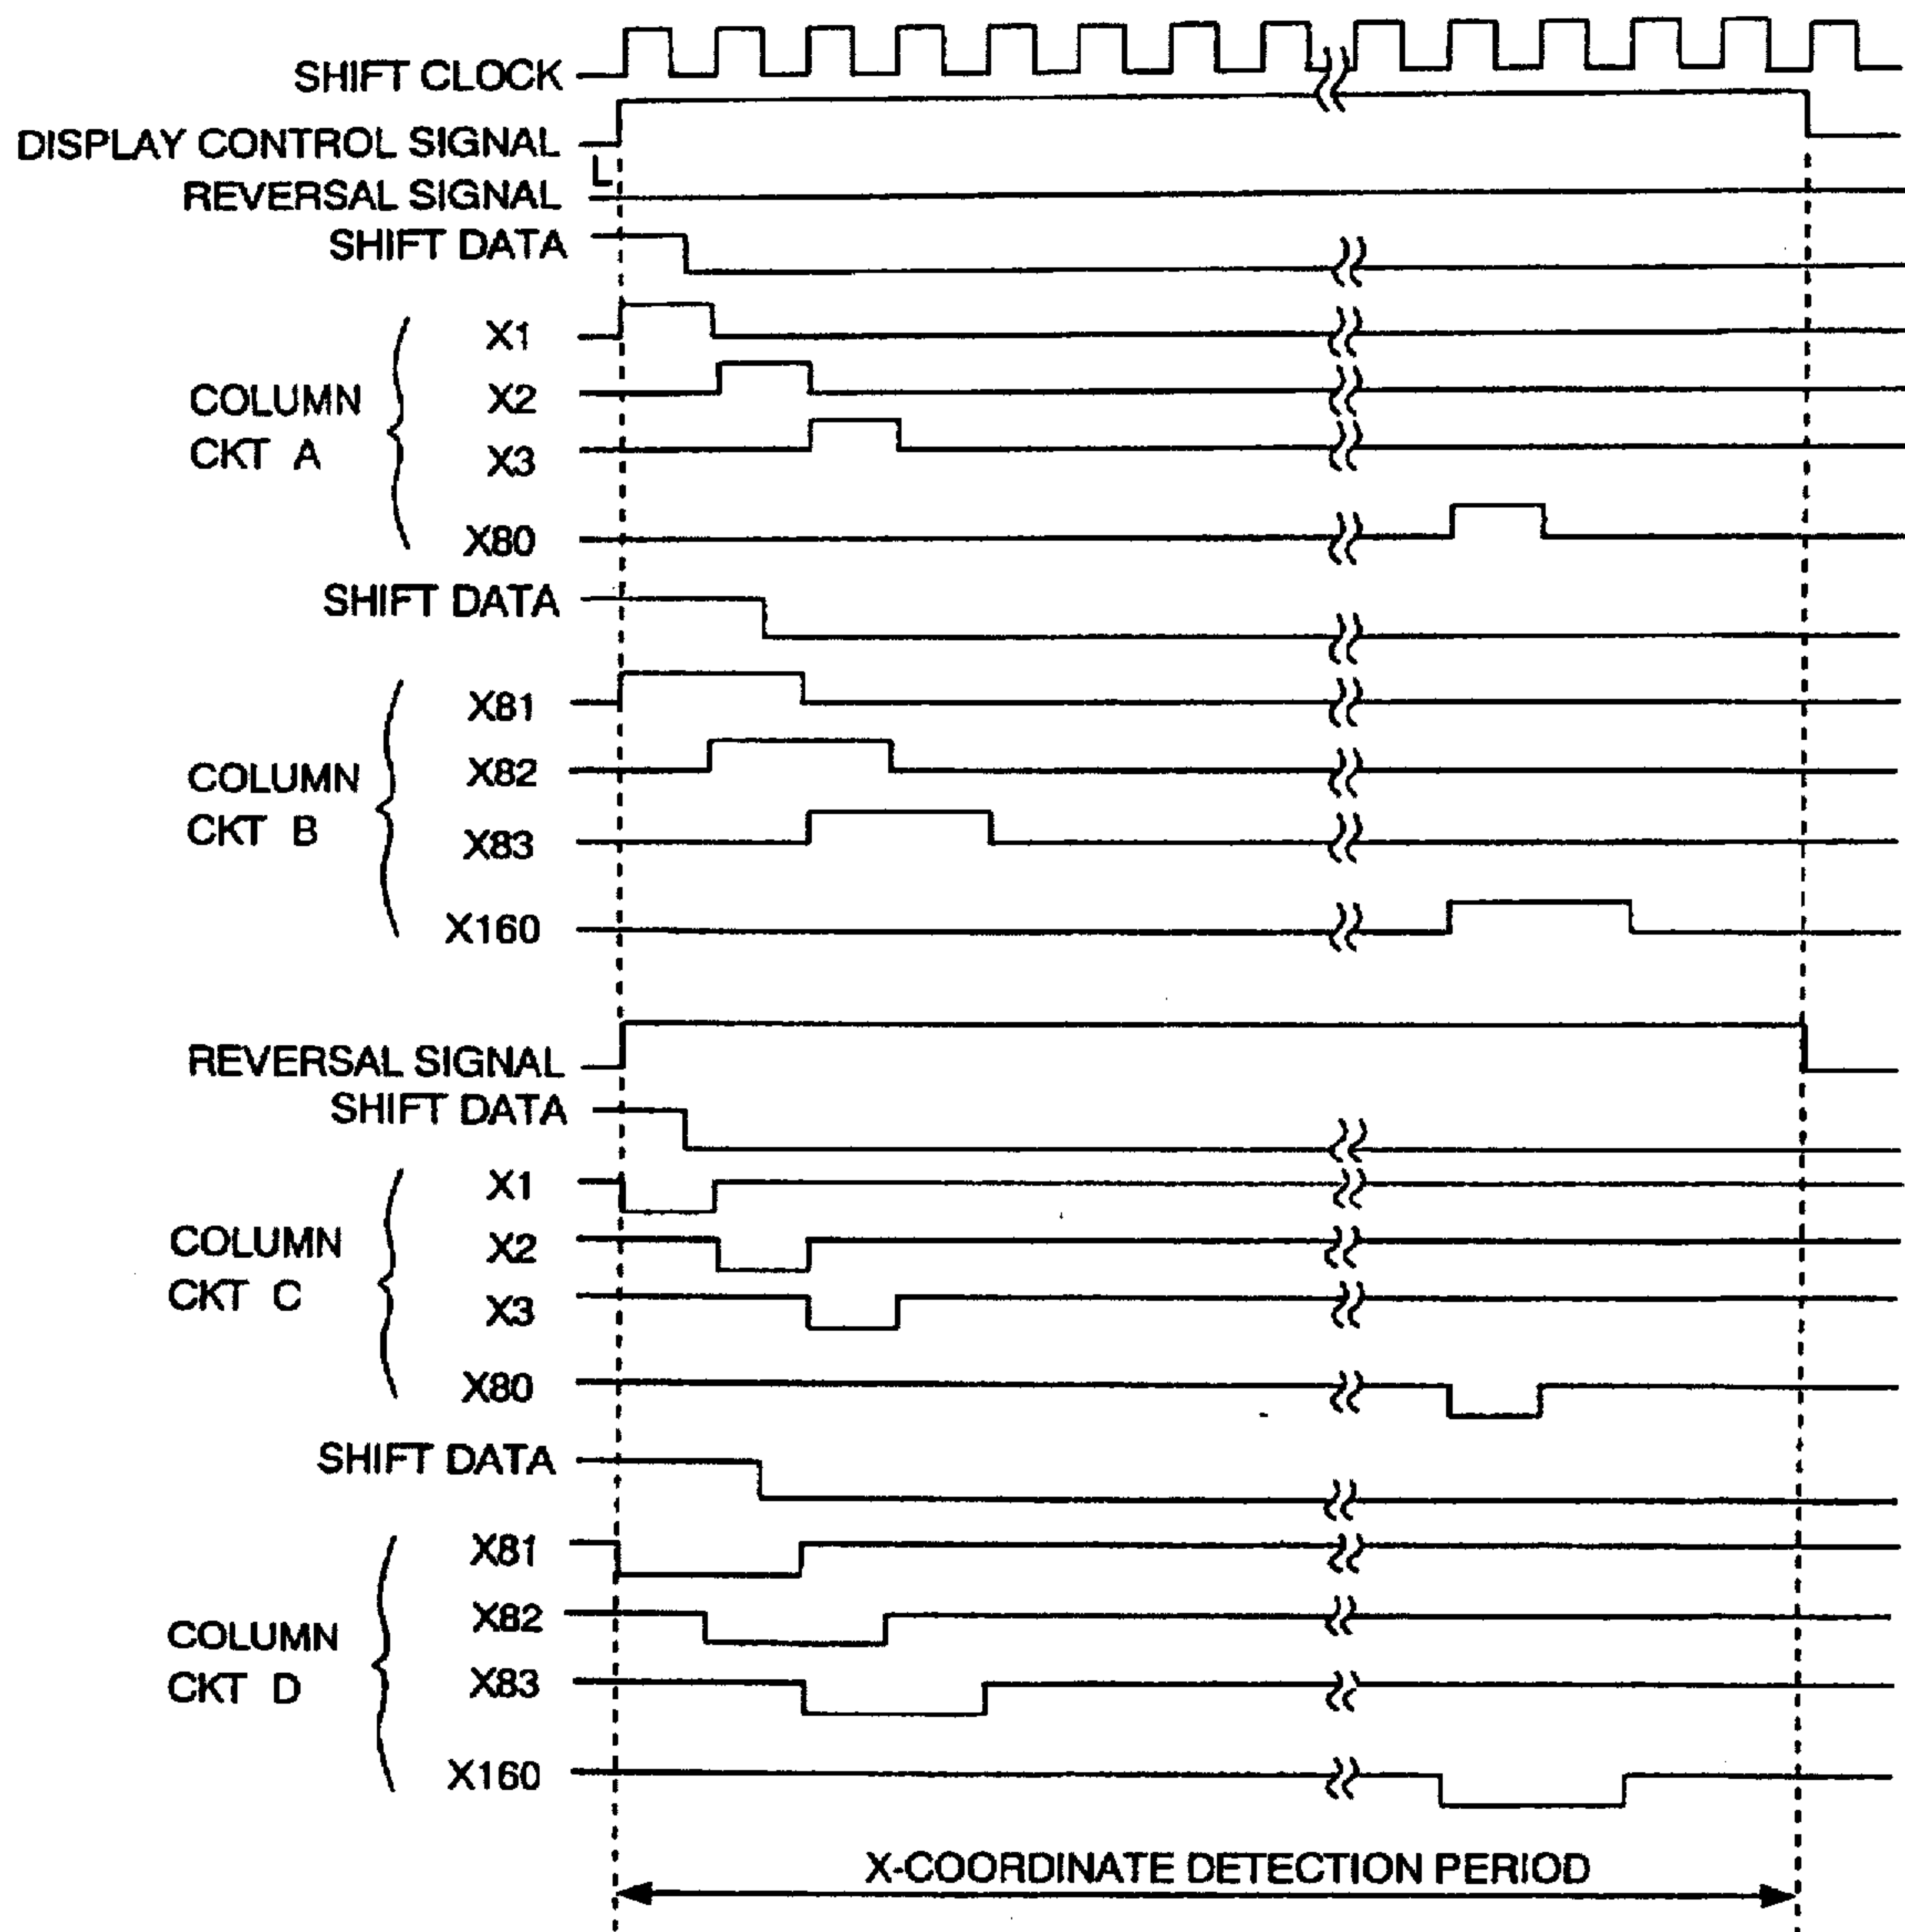 SHIFT CLOCK
DISPLAY CONTROL SIGNAL
L
REVERSAL SIGNAL
SHIFT DATA
COLUMN
CKT A
X1
X2
X3
X80
SHIFT DATA
COLUMN
CKT B
X81
X82
X83
X160
REVERSAL SIGNAL
SHIFT DATA
COLUMN
CKT C
X1
X2
X3
X80
SHIFT DATA
COLUMN
CKT D
X81
X82
X83
X160
X-COORDINATE DETECTION PERIOD